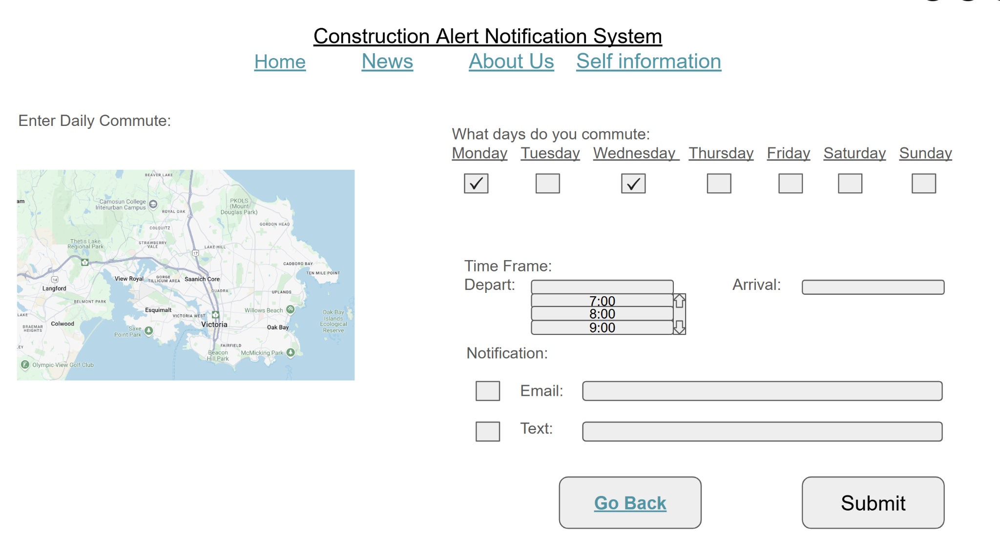 Construction Alert Notification System
Home News About Us Self information
Enter Daily Commute:
BEAVER LAKE
am
Camosun College
Interurban Campus
ROYAL OAK
PKOLS
(Mount
Douglas Park)
COLQUITZ
GORDON HEAD
Thetis Lake
Regional Park
STRAWBERRY
VALE
LAKE HILL
17
1
CADBORO BAY
TEN MILE POINT
14
View Royal
GORGE
TILLICUM AREA
Saanich Core
Langford
QUADRA
UPLANDS
BELMONT PARK
Esquimalt
VICTORIA WEST
1
Willows Beach
Oak Bay
Islands
Ecological
Reserve
LAKE
BRAEMAR
HEIGHTS
Colwood
Victoria
Oak Bay
Saxe
Point Park
LEY
FAIRFIELD
Beacon
Hill Park
McMicking Park
Olympic View Golf Club
What days do you commute:
Monday Tuesday Wednesday Thursday Friday Saturday Sunday
Time Frame:
Depart: Arrival:
7:00
8:00
9:00
Notification:
Email:
Text:
Go Back Submit